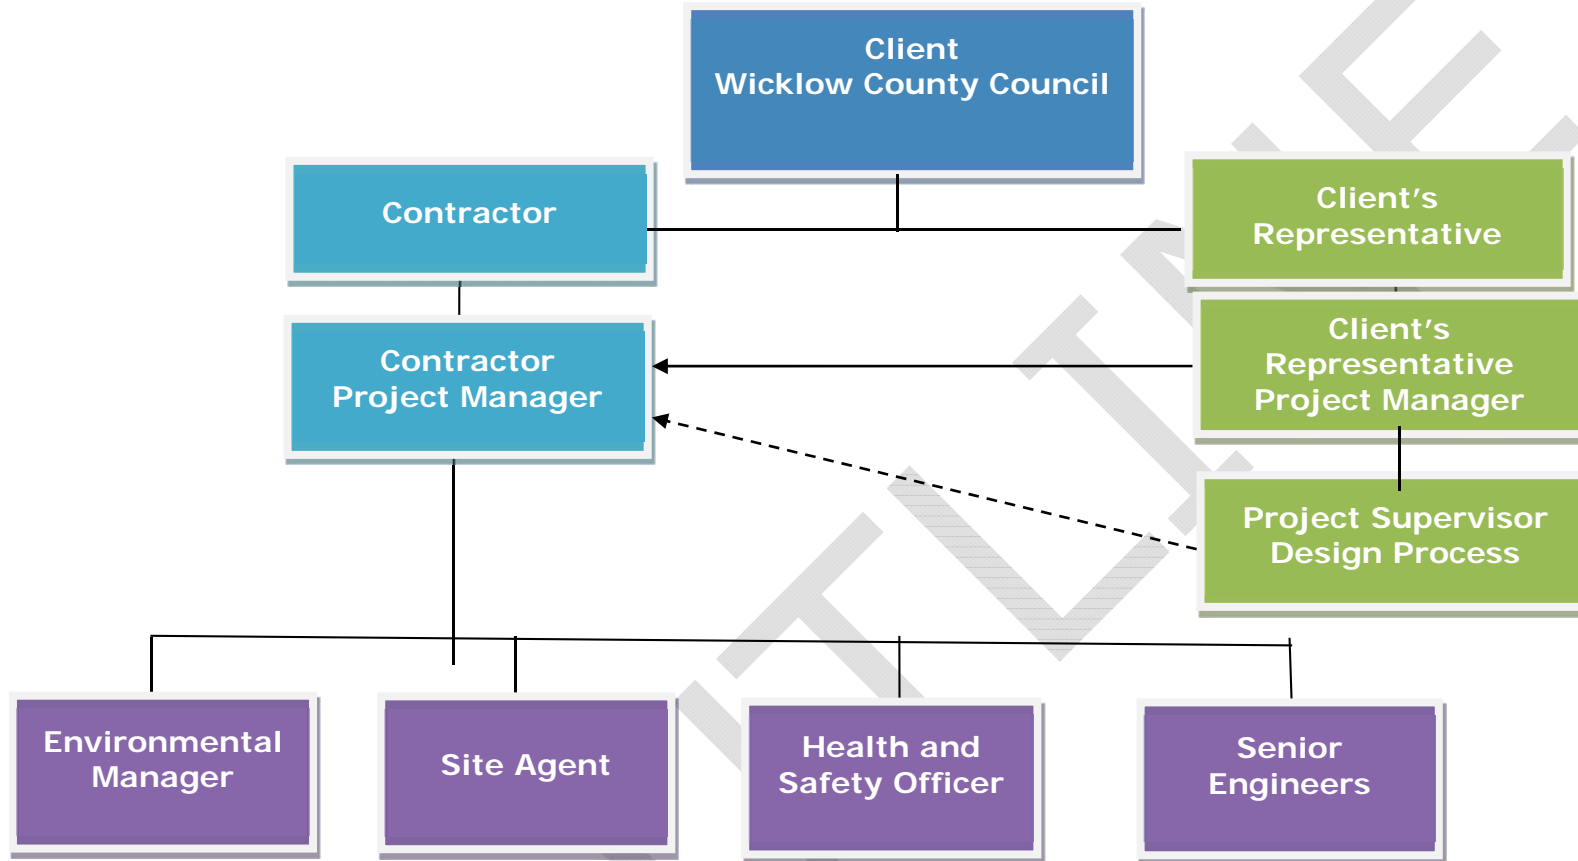 Client
Wicklow County Council
Contractor
Client's
Representative
Contractor
Project Manager
Client's
Representative
Project Manager
Project Supervisor
Design Process
Environmental
Manager
Site Agent
Health and
Safety Officer
Senior
Engineers